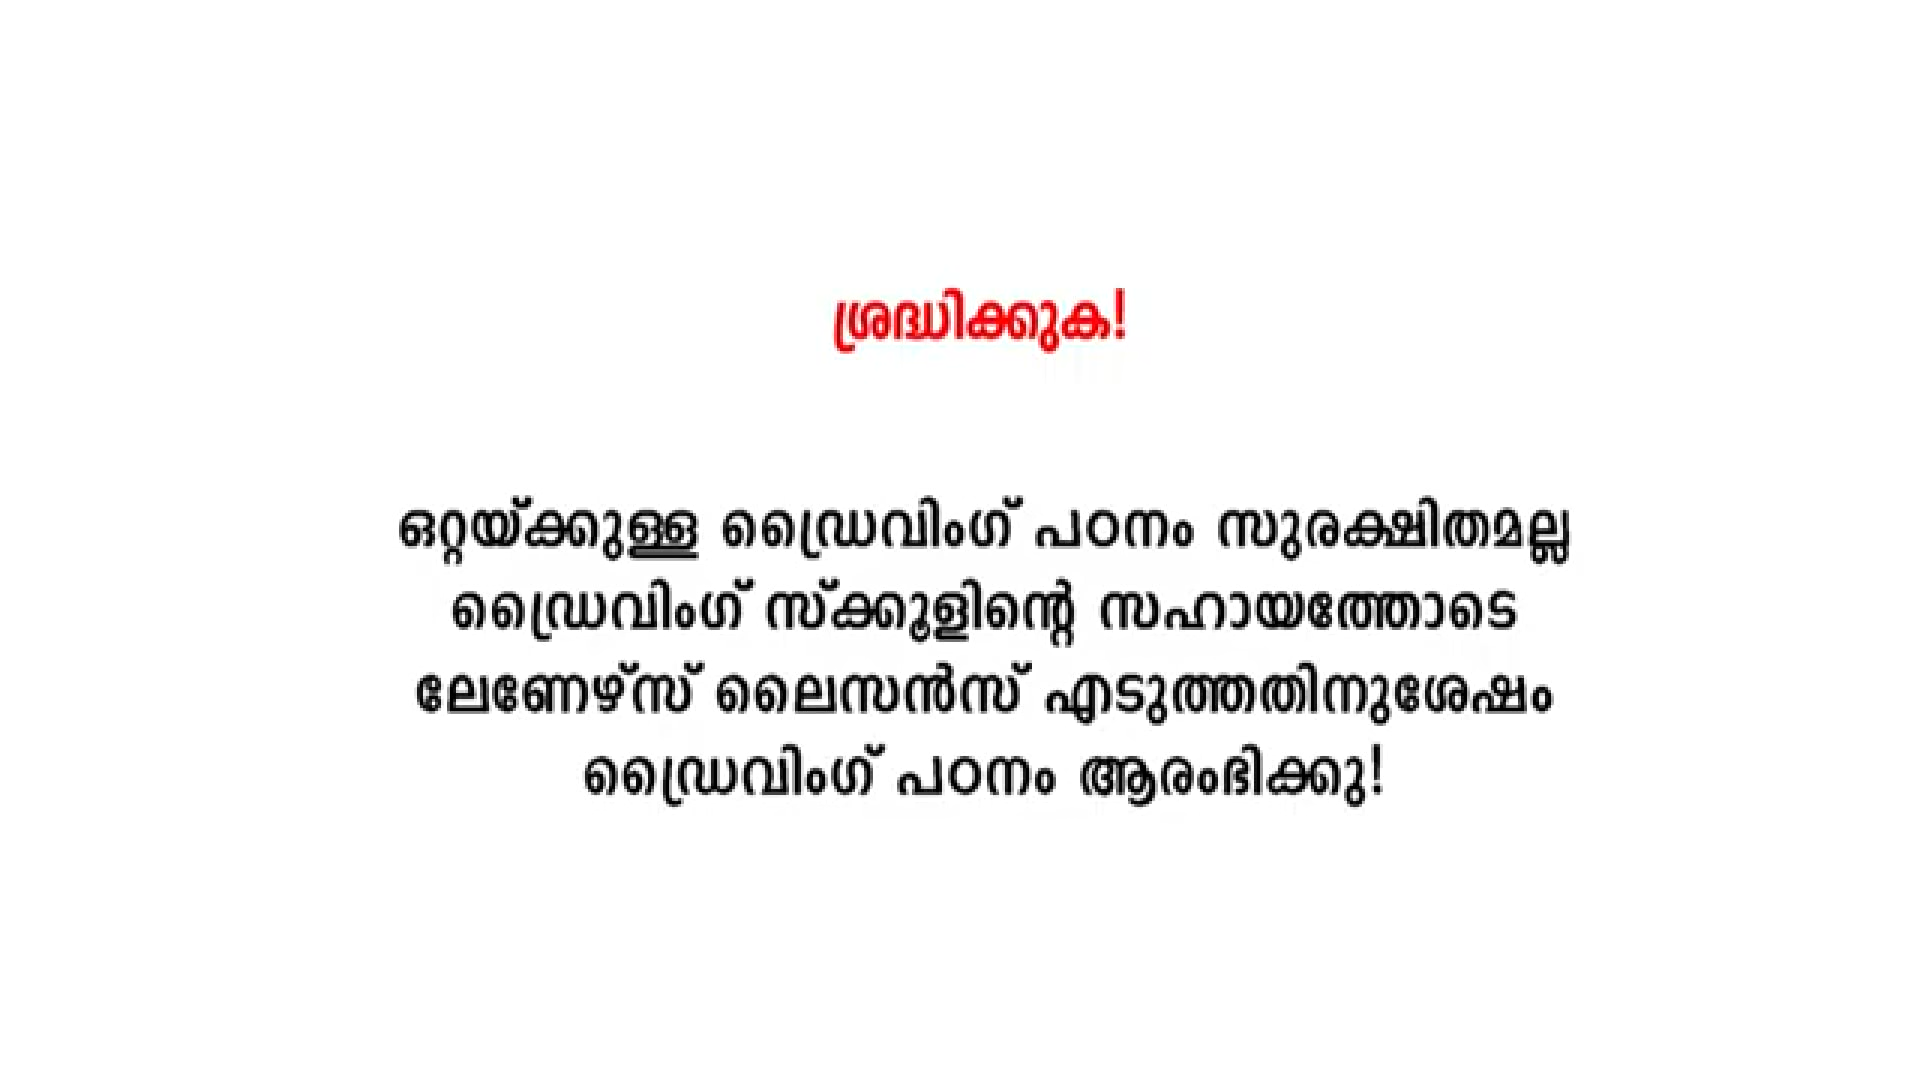 ശ്രദ്ധിക്കുക!
ഒറ്റയ്ക്കുള്ള ഡ്രൈവിംഗ് പഠനം സുരക്ഷിതമല്ല
ഡ്രൈവിംഗ് സ്ക്കൂളിന്റെ സഹായത്തോടെ
ലേണേഴ്സ് ലൈസൻസ് എടുത്തതിനുശേഷം
ഡ്രൈവിംഗ് പഠനം ആരംഭിക്കു!